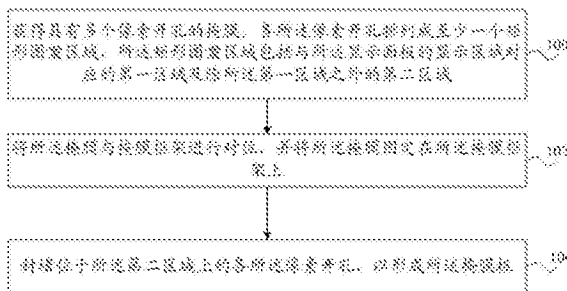 获得具有多个像素开孔的掩膜，各所述像素开孔排列成至少一个矩
形图案区域，所述矩形图案区域包括与所述显示面板的显示区域对
应的第一区域及除所述第一区域之外的第二区域
将所述掩膜与掩膜框架进行对位，并将所述掩膜固定在所述掩膜框
架上
封堵位于所述第二区域上的各所述像素开孔，以形成所述掩膜板